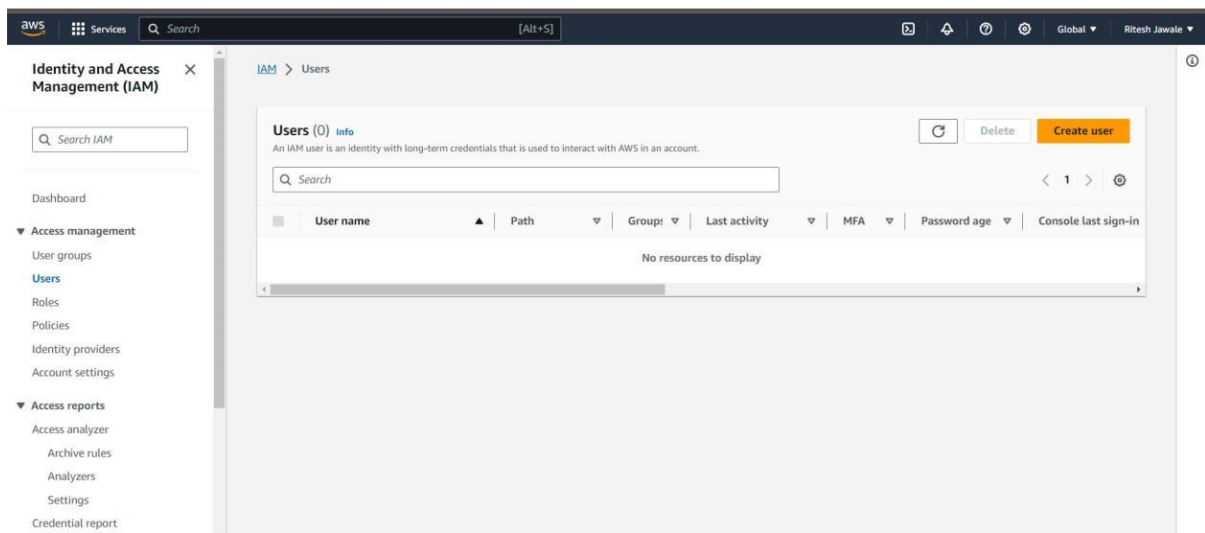 aws Services Search [Alt+S] Global Ritesh Jawale
Identity and Access
Management (IAM)
Search IAM
Dashboard
Access management
User groups
Users
Roles
Policies
Identity providers
Account settings
Access reports
Access analyzer
Archive rules
Analyzers
Settings
Credential report
IAM > Users
Users (0) Info
An IAM user is an identity with long-term credentials that is used to interact with AWS in an account.
Delete
Create user
Search
1
User name Path Group: Last activity MFA Password age Console last sign-in
No resources to display